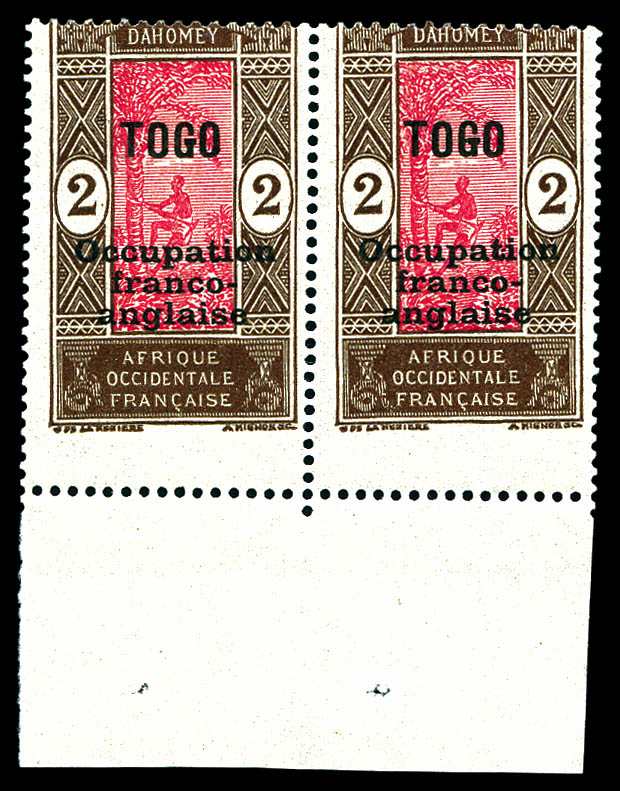 DAHOMEY
TOGO
2 2
Occupation
franco-
anglaise
AFRIQUE
OCCIDENTALE
FRANÇAISE
DAHOMEY
TOGO
2 2
Occupation
franco-
anglaise
AFRIQUE
OCCIDENTALE
FRANÇAISE